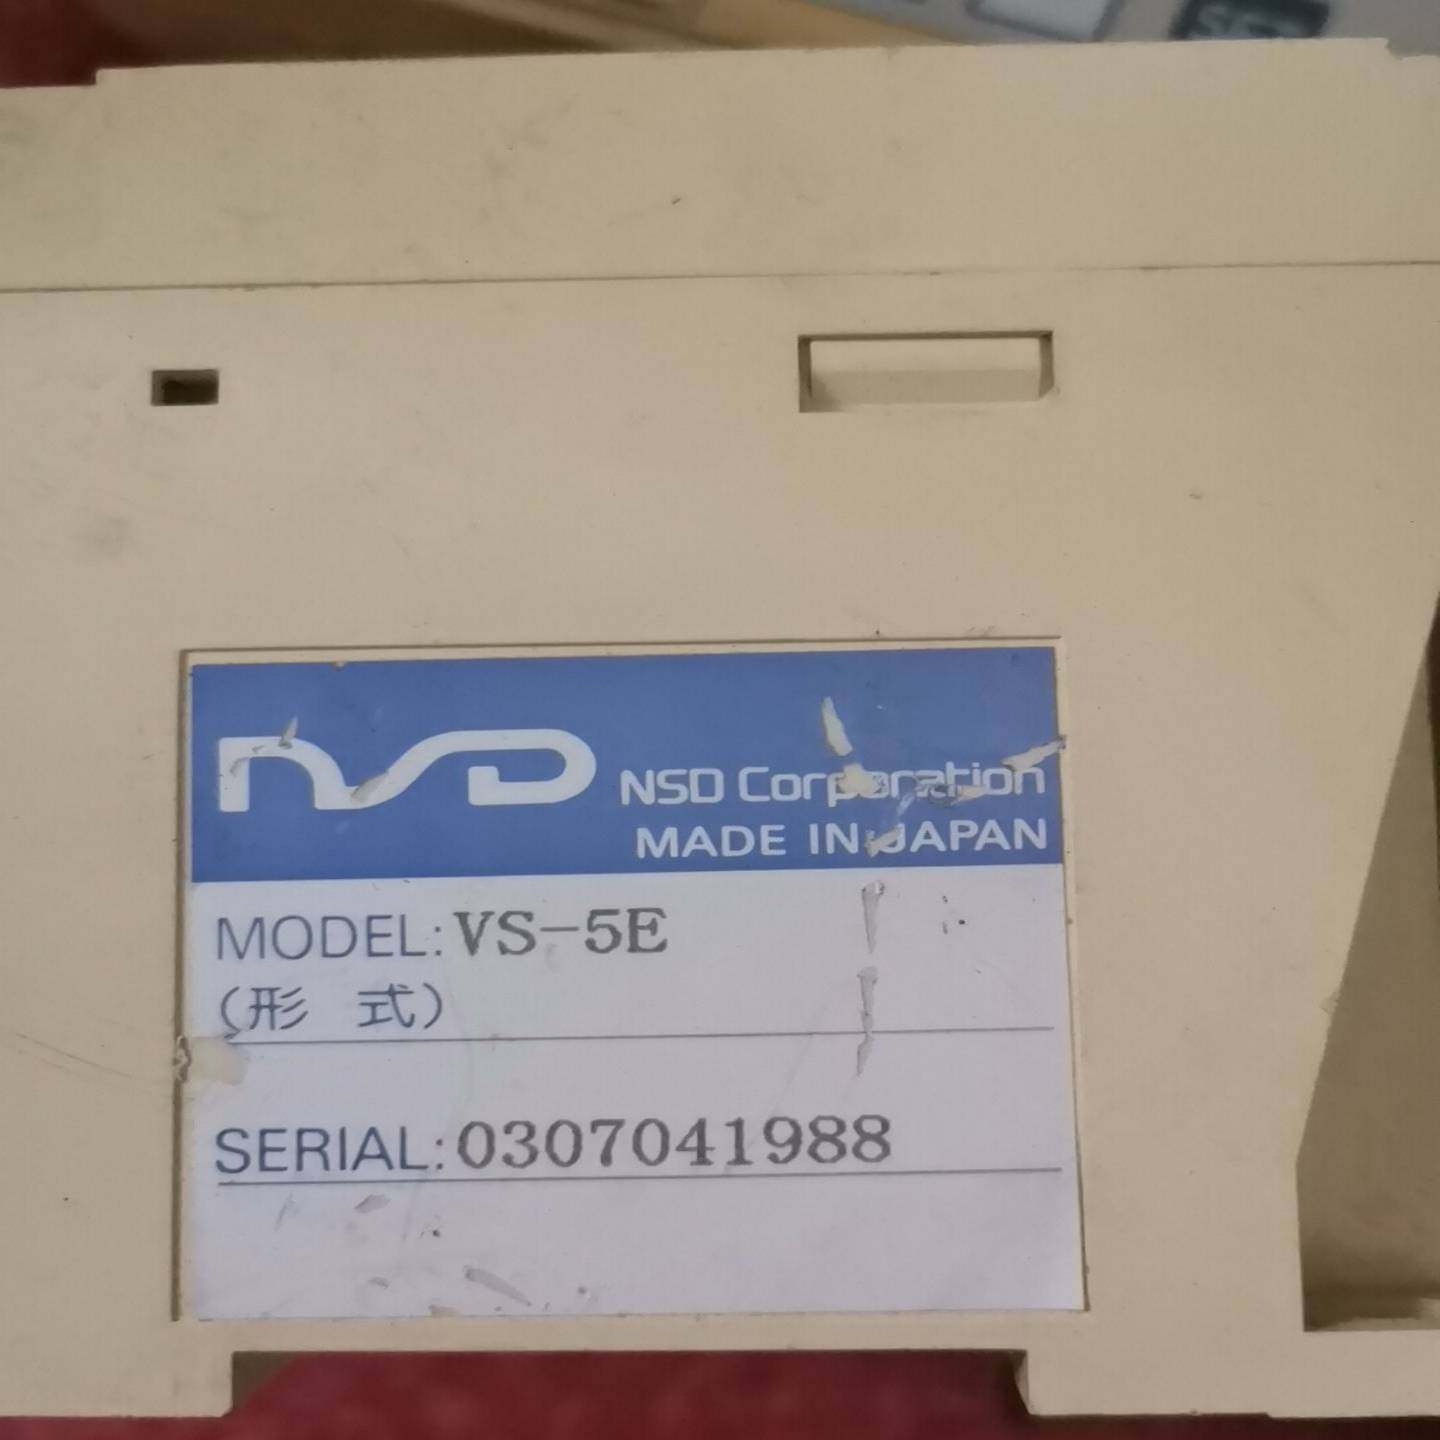 NSD NSD Corporation
MADE IN JAPAN
MODEL: VS-5E
(形 式)
SERIAL: 0307041988